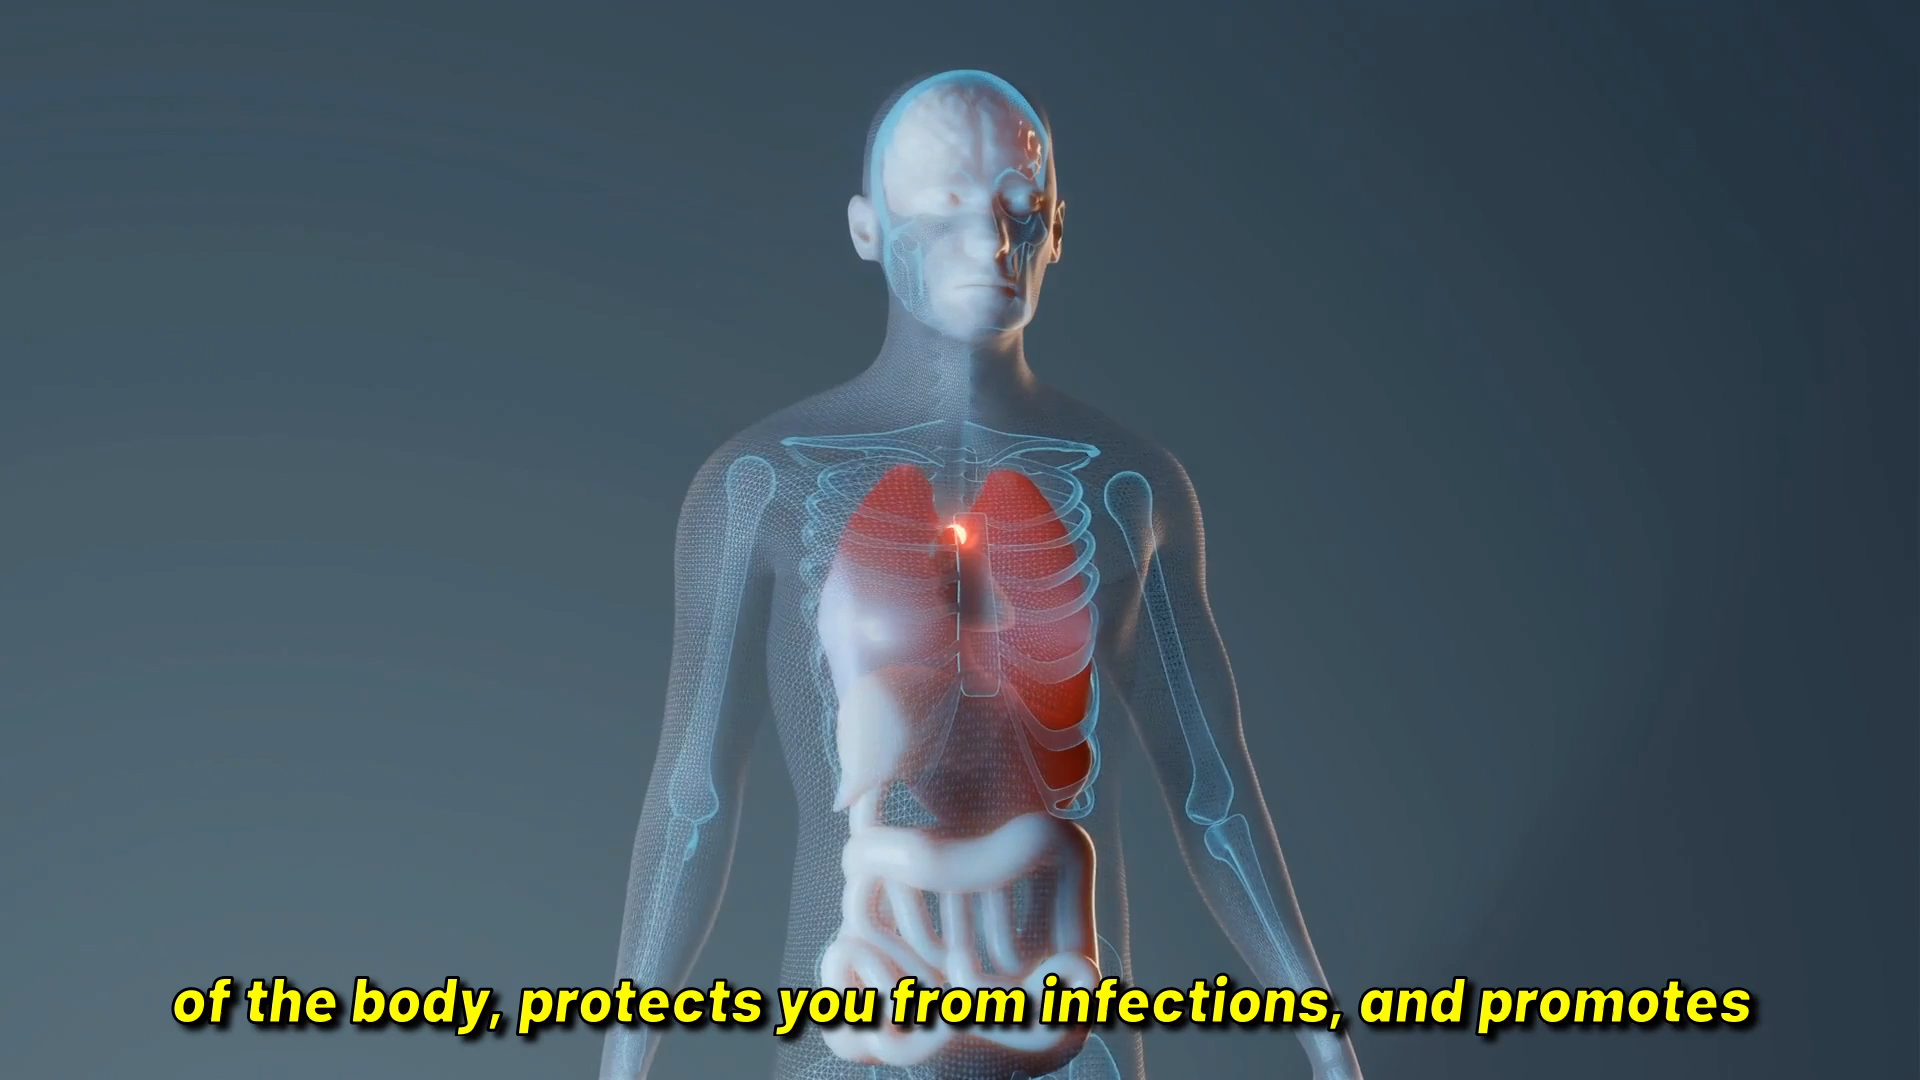 of the body, protects you from infections, and promotes